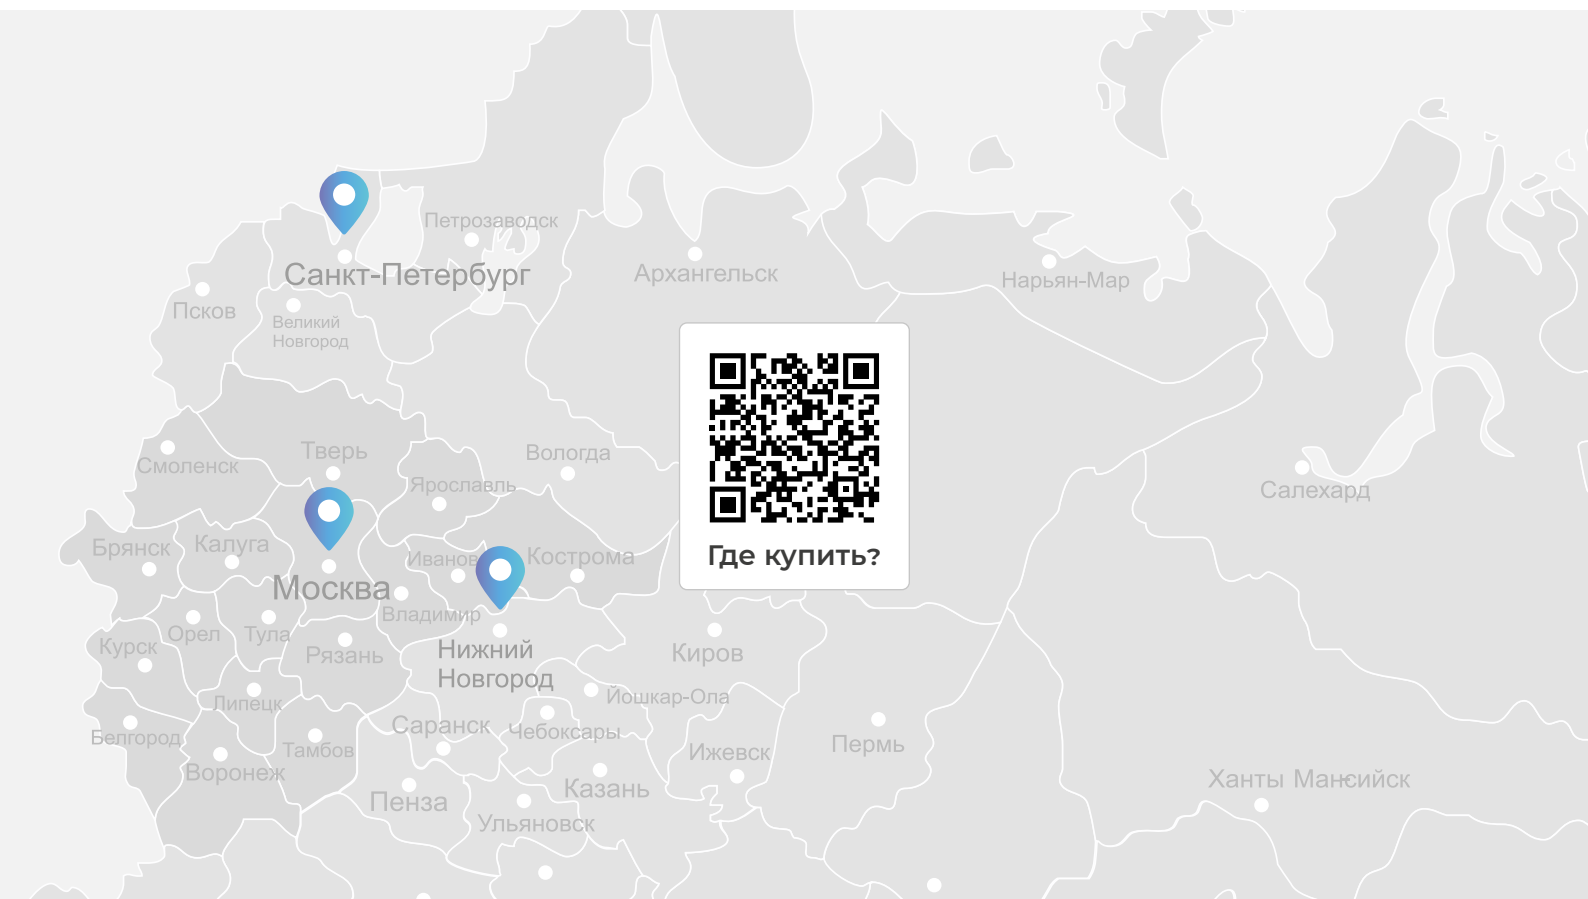 Петрозаводск
Санкт-Петербург
Архангельск
Нарьян-Мар
Псков
Великий
Новгород
Тверь
Вологда
Смоленск
Ярославль
Салехард
Брянск
Калуга
Иваново
Кострома
Где купить?
Москва
Владимир
Орел
Тула
Курск
Рязань
Нижний
Новгород
Киров
Йошкар-Ола
Липецк
Саранск
Чебоксары
Белгород
Тамбов
Ижевск
Пермь
Воронеж
Ханты Мансийск
Казань
Пенза
Ульяновск